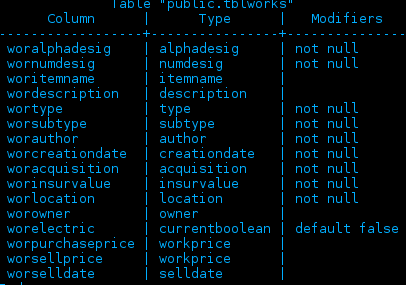 Table "public.tblworks"
Column | Type | Modifiers
-----------------+----------------+---------------
woralphadesig | alphadesig | not null
wornumdesig | numdesig | not null
woritemname | itemname |
wordescription | description |
wortype | type | not null
worsubtype | subtype | not null
worauthor | author | not null
worcreationdate | creationdate | not null
woracquisition | acquisition | not null
worinsurvalue | insurvalue | not null
worlocation | location | not null
worowner | owner |
worelectric | currentboolean | default false
worpurchaseprice | workprice |
worsellprice | workprice |
worselldate | selldate |